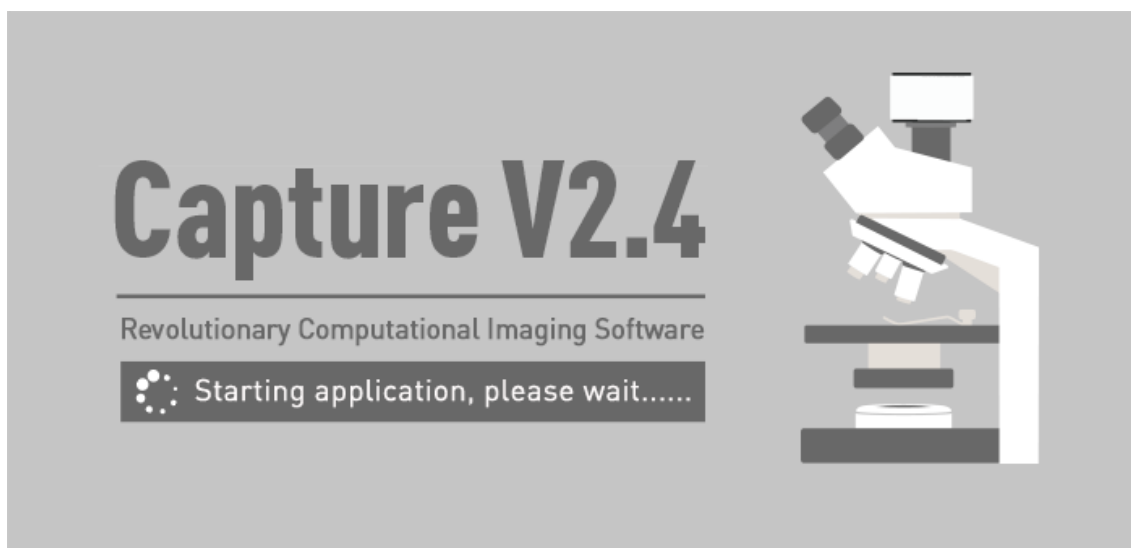 Capture V2.4
Revolutionary Computational Imaging Software
Starting application, please wait......